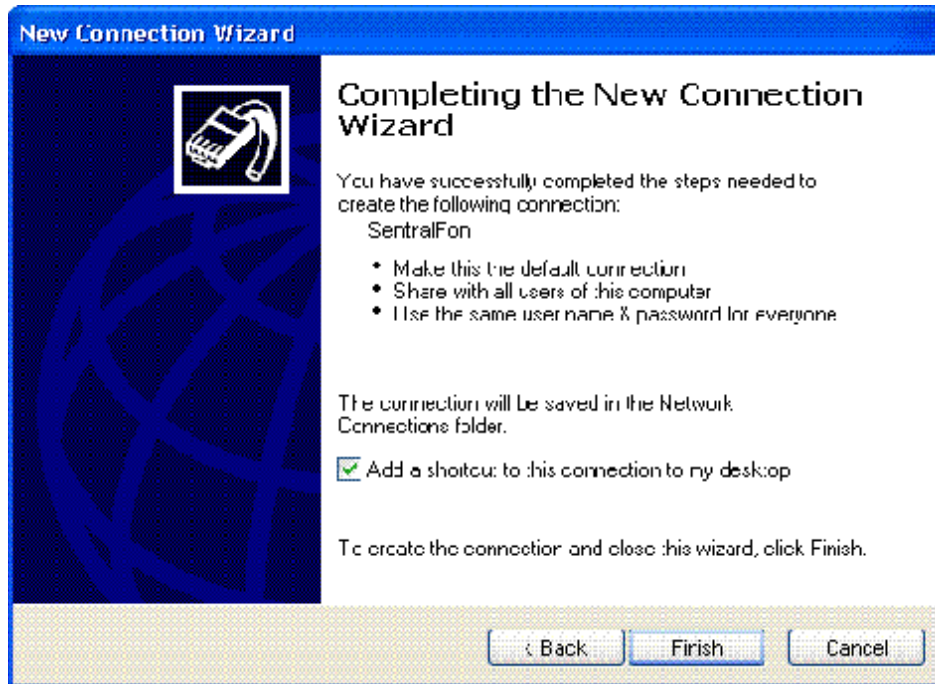 New Connection Wizard
Completing the New Connection
Wizard
You have successfully completed the steps needed to
create the following connection:
SentralFon
• Make this the default connection
• Share with all users of this computer
• Use the same user name & password for everyone
The connection will be saved in the Network
Connections folder.
Add a shortcut to this connection to my desktop
To create the connection and close this wizard, click Finish.
< Back
Finish
Cancel